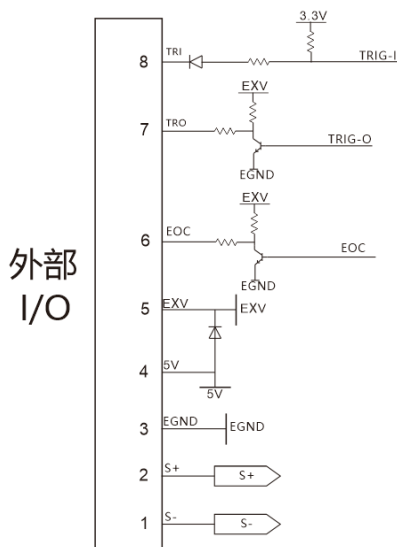 3.3V
8 TRI TRIG-I
EXV
7 TRO TRIG-O
EGND
EXV
6 EOC EOC
EGND
外部
I/O
5 EXV EXV
4 5V
5V
3 EGND EGND
2 S+ S+
1 S- S-